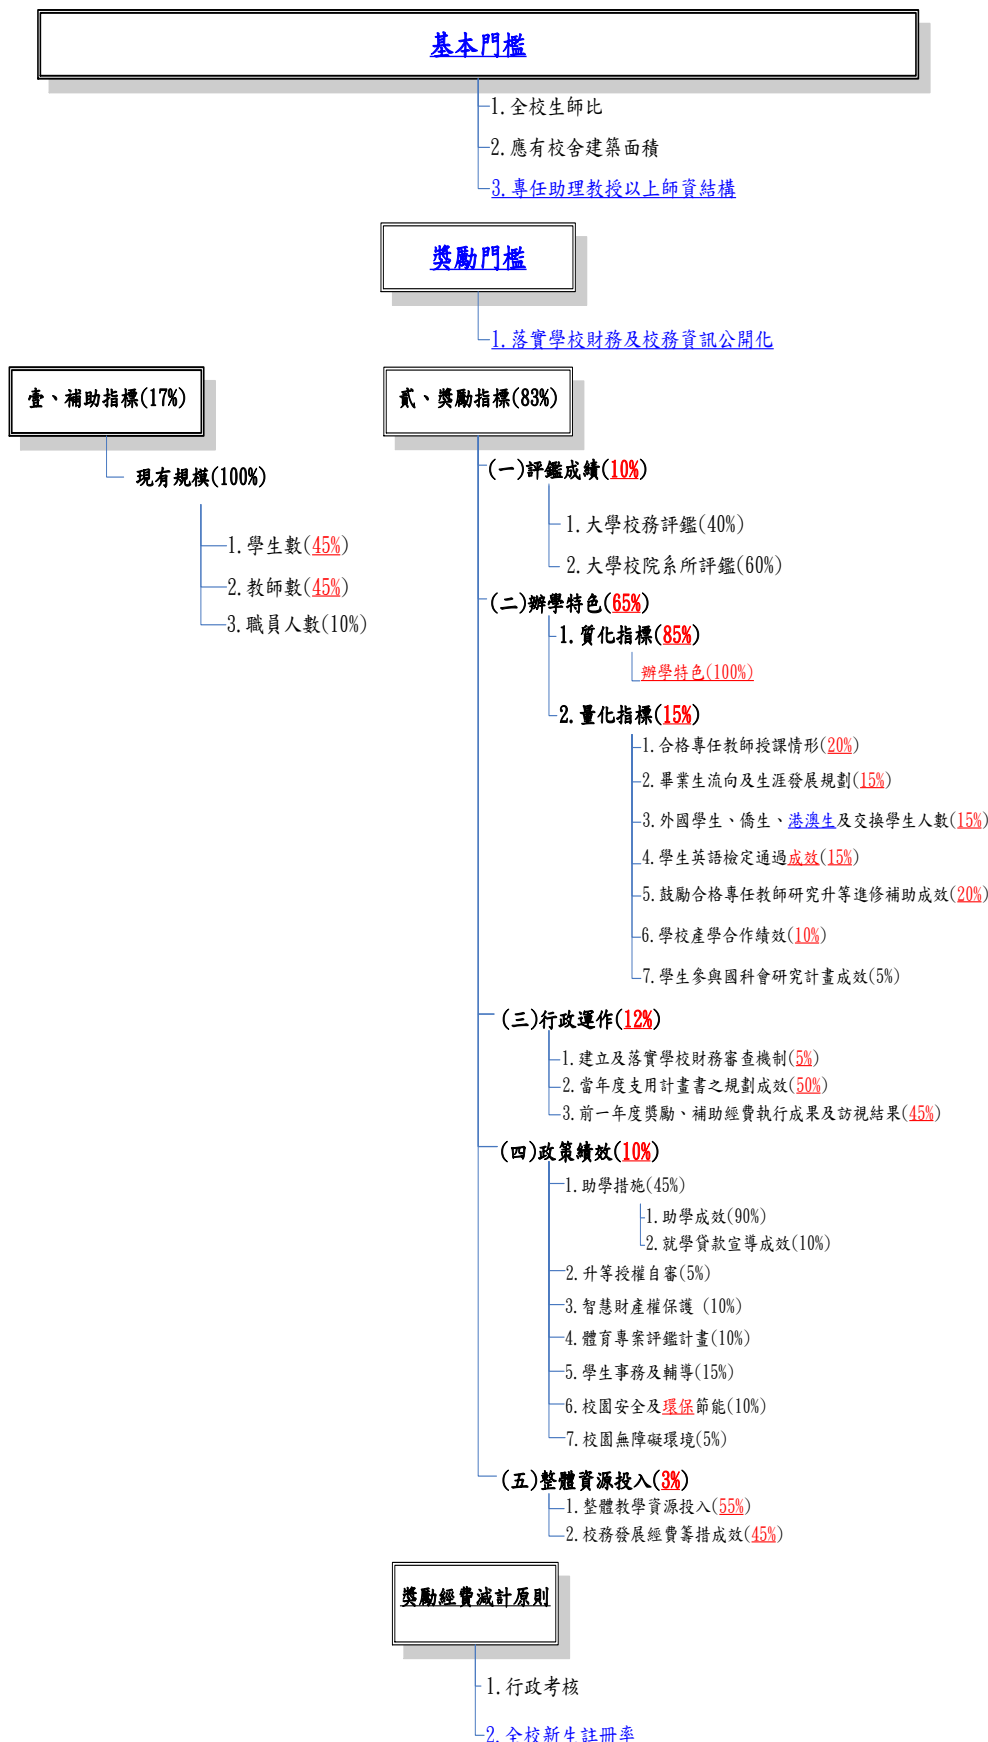 基本門檻
1.全校生師比
2.應有校舍建築面積
3.專任助理教授以上師資結構
獎勵門檻
1.落實學校財務及校務資訊公開化
壹、補助指標(17%)
現有規模(100%)
1.學生數(45%)
2.教師數(45%)
3.職員人數(10%)
貳、獎勵指標(83%)
(一)評鑑成績(10%)
1.大學校務評鑑(40%)
2.大學校院系所評鑑(60%)
(二)辦學特色(65%)
1.質化指標(85%)
辦學特色(100%)
2.量化指標(15%)
1.合格專任教師授課情形(20%)
2.畢業生流向及生涯發展規劃(15%)
3.外國學生、僑生、港澳生及交換學生人數(15%)
4.學生英語檢定通過成效(15%)
5.鼓勵合格專任教師研究升等進修補助成效(20%)
6.學校產學合作績效(10%)
7.學生參與國科會研究計畫成效(5%)
(三)行政運作(12%)
1.建立及落實學校財務審查機制(5%)
2.當年度支用計畫書之規劃成效(50%)
3.前一年度獎勵、補助經費執行成果及訪視結果(45%)
(四)政策績效(10%)
1.助學措施(45%)
1.助學成效(90%)
2.就學貸款宣導成效(10%)
2.升等授權自審(5%)
3.智慧財產權保護 (10%)
4.體育專案評鑑計畫(10%)
5.學生事務及輔導(15%)
6.校園安全及環保節能(10%)
7.校園無障礙環境(5%)
(五)整體資源投入(3%)
1.整體教學資源投入(55%)
2.校務發展經費籌措成效(45%)
獎勵經費減計原則
1.行政考核
2.全校新生註冊率